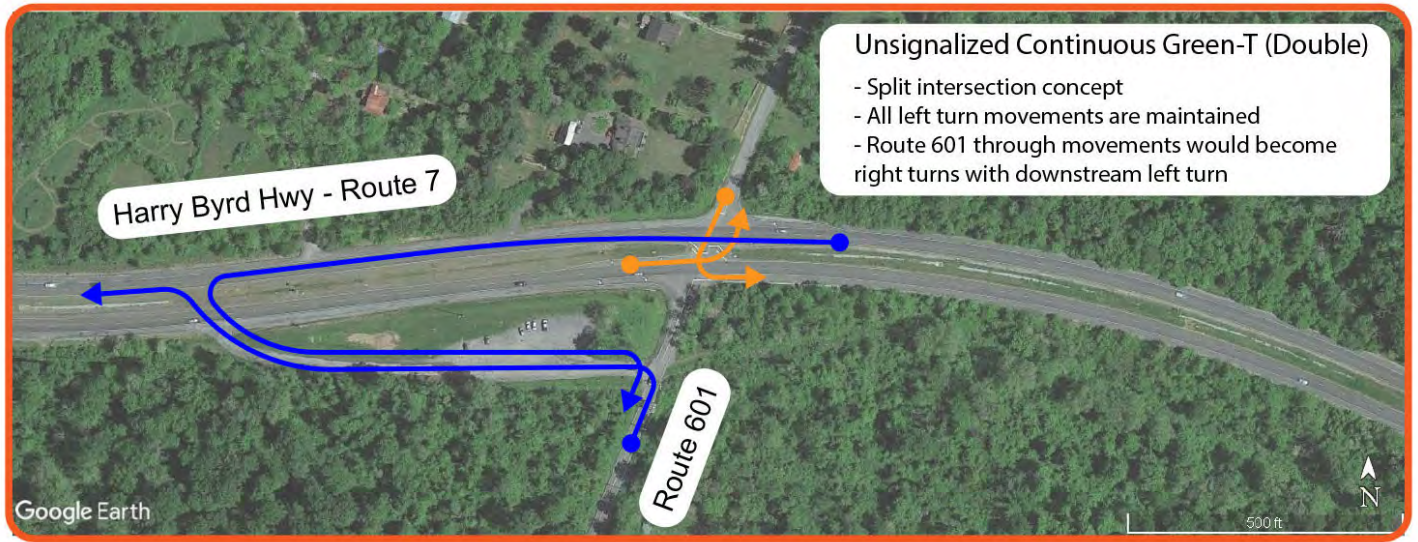 Unsignalized Continuous Green-T (Double)
- Split intersection concept
- All left turn movements are maintained
- Route 601 through movements would become
right turns with downstream left turn
Harry Byrd Hwy - Route 7
Route 601
Google Earth
N
500 ft